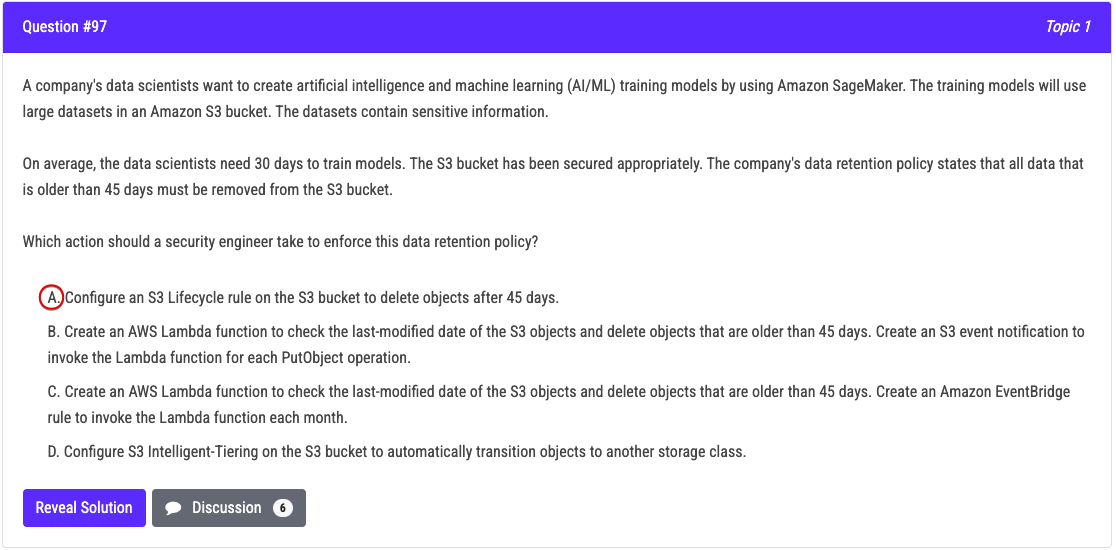 Question #97
Topic 1
A company's data scientists want to create artificial intelligence and machine learning (AI/ML) training models by using Amazon SageMaker. The training models will use
large datasets in an Amazon S3 bucket. The datasets contain sensitive information.
On average, the data scientists need 30 days to train models. The S3 bucket has been secured appropriately. The company's data retention policy states that all data that
is older than 45 days must be removed from the S3 bucket.
Which action should a security engineer take to enforce this data retention policy?
A. Configure an S3 Lifecycle rule on the S3 bucket to delete objects after 45 days.
B. Create an AWS Lambda function to check the last-modified date of the S3 objects and delete objects that are older than 45 days. Create an S3 event notification to
invoke the Lambda function for each PutObject operation.
C. Create an AWS Lambda function to check the last-modified date of the S3 objects and delete objects that are older than 45 days. Create an Amazon EventBridge
rule to invoke the Lambda function each month.
D. Configure S3 Intelligent-Tiering on the S3 bucket to automatically transition objects to another storage class.
Reveal Solution
Discussion 6